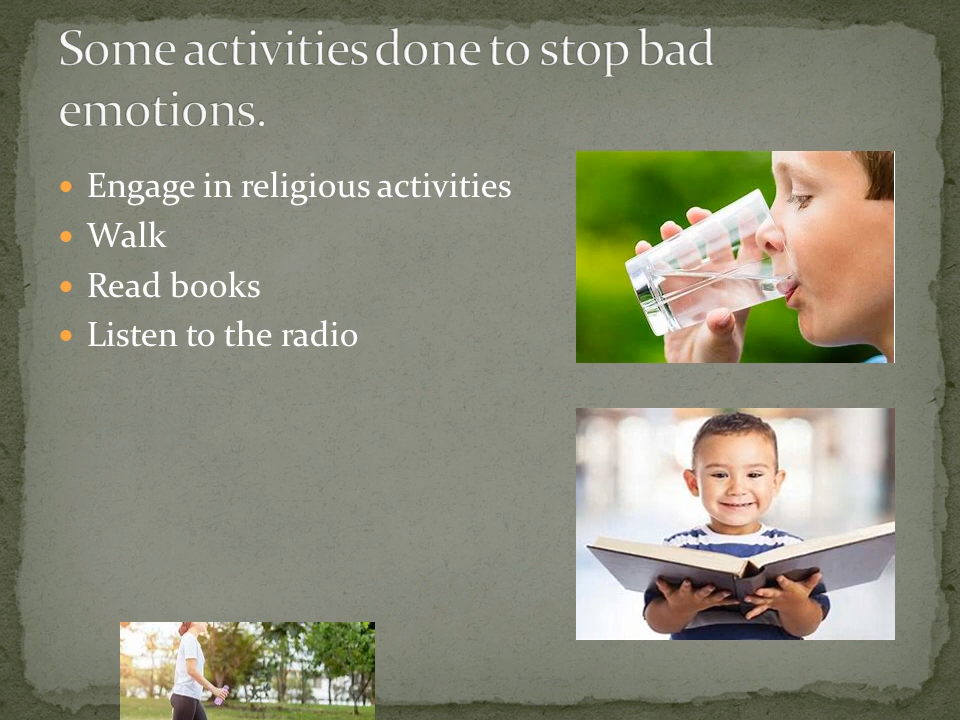 Some activities done to stop bad
emotions.
Engage in religious activities
Walk
Read books
Listen to the radio